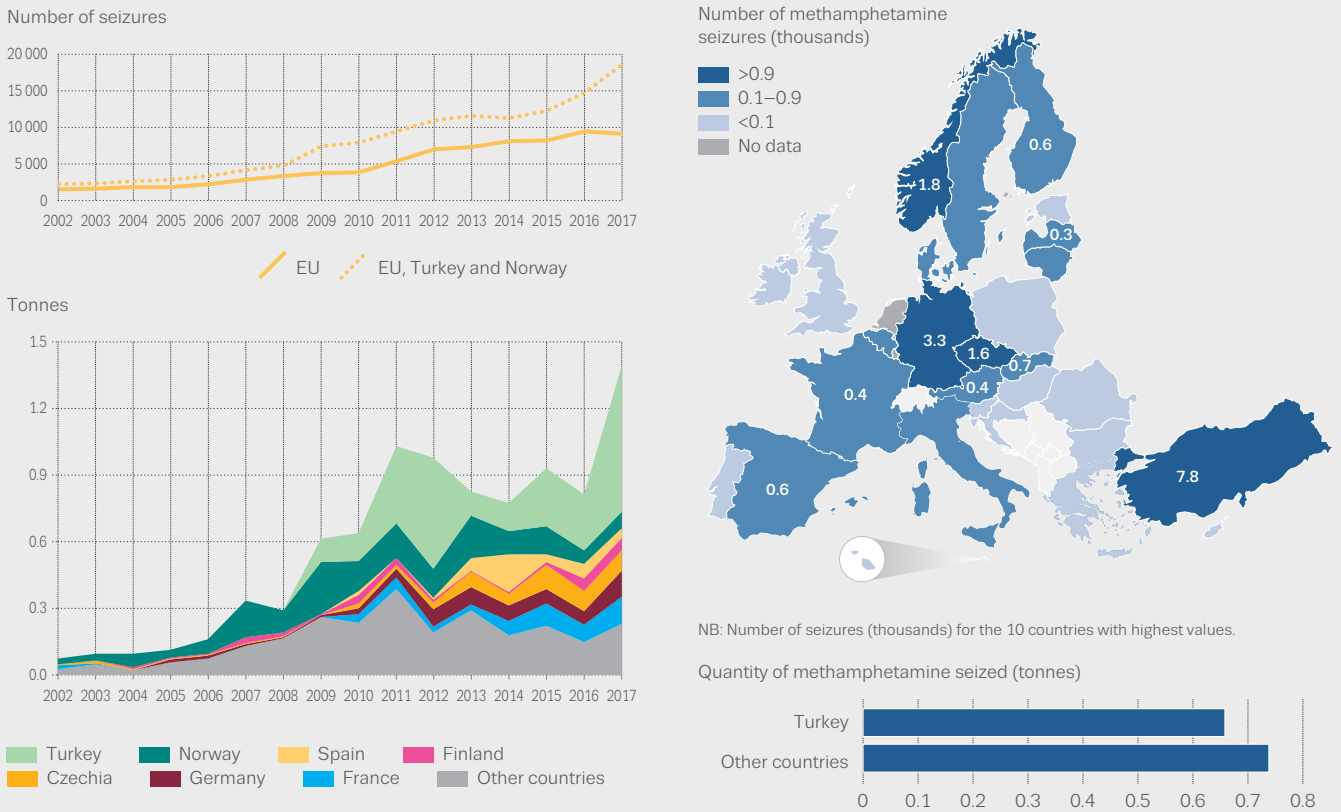 Number of seizures
20 000
15 000
10 000
5 000
0
2002 2003 2004 2005 2006 2007 2008 2009 2010 2011 2012 2013 2014 2015 2016 2017
EU EU, Turkey and Norway
Tonnes
1.5
1.2
0.9
0.6
0.3
0.0
2002 2003 2004 2005 2006 2007 2008 2009 2010 2011 2012 2013 2014 2015 2016 2017
Turkey Norway Spain Finland
Czechia Germany France Other countries
Number of methamphetamine
seizures (thousands)
>0.9
0.1–0.9
<0.1
No data
0.6
1.8
0.3
3.3
1.6
0.7
0.4
0.4
0.6
7.8
NB: Number of seizures (thousands) for the 10 countries with highest values.
Quantity of methamphetamine seized (tonnes)
Turkey
Other countries
0 0.1 0.2 0.3 0.4 0.5 0.6 0.7 0.8